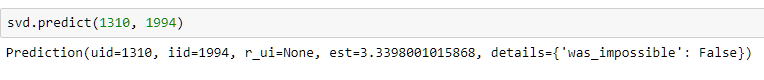 svd.predict(1310, 1994)
Prediction(uid=1310, iid=1994, r_ui=None, est=3.3398001015868, details={'was_impossible': False})